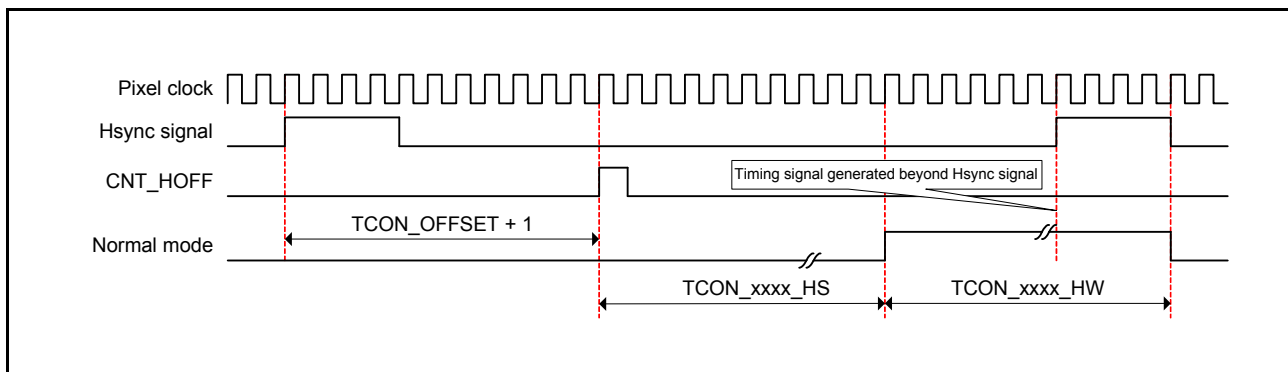 Pixel clock
Hsync signal
CNT_HOFF
Timing signal generated beyond Hsync signal
TCON_OFFSET + 1
Normal mode
TCON_xxxx_HS
TCON_xxxx_HW